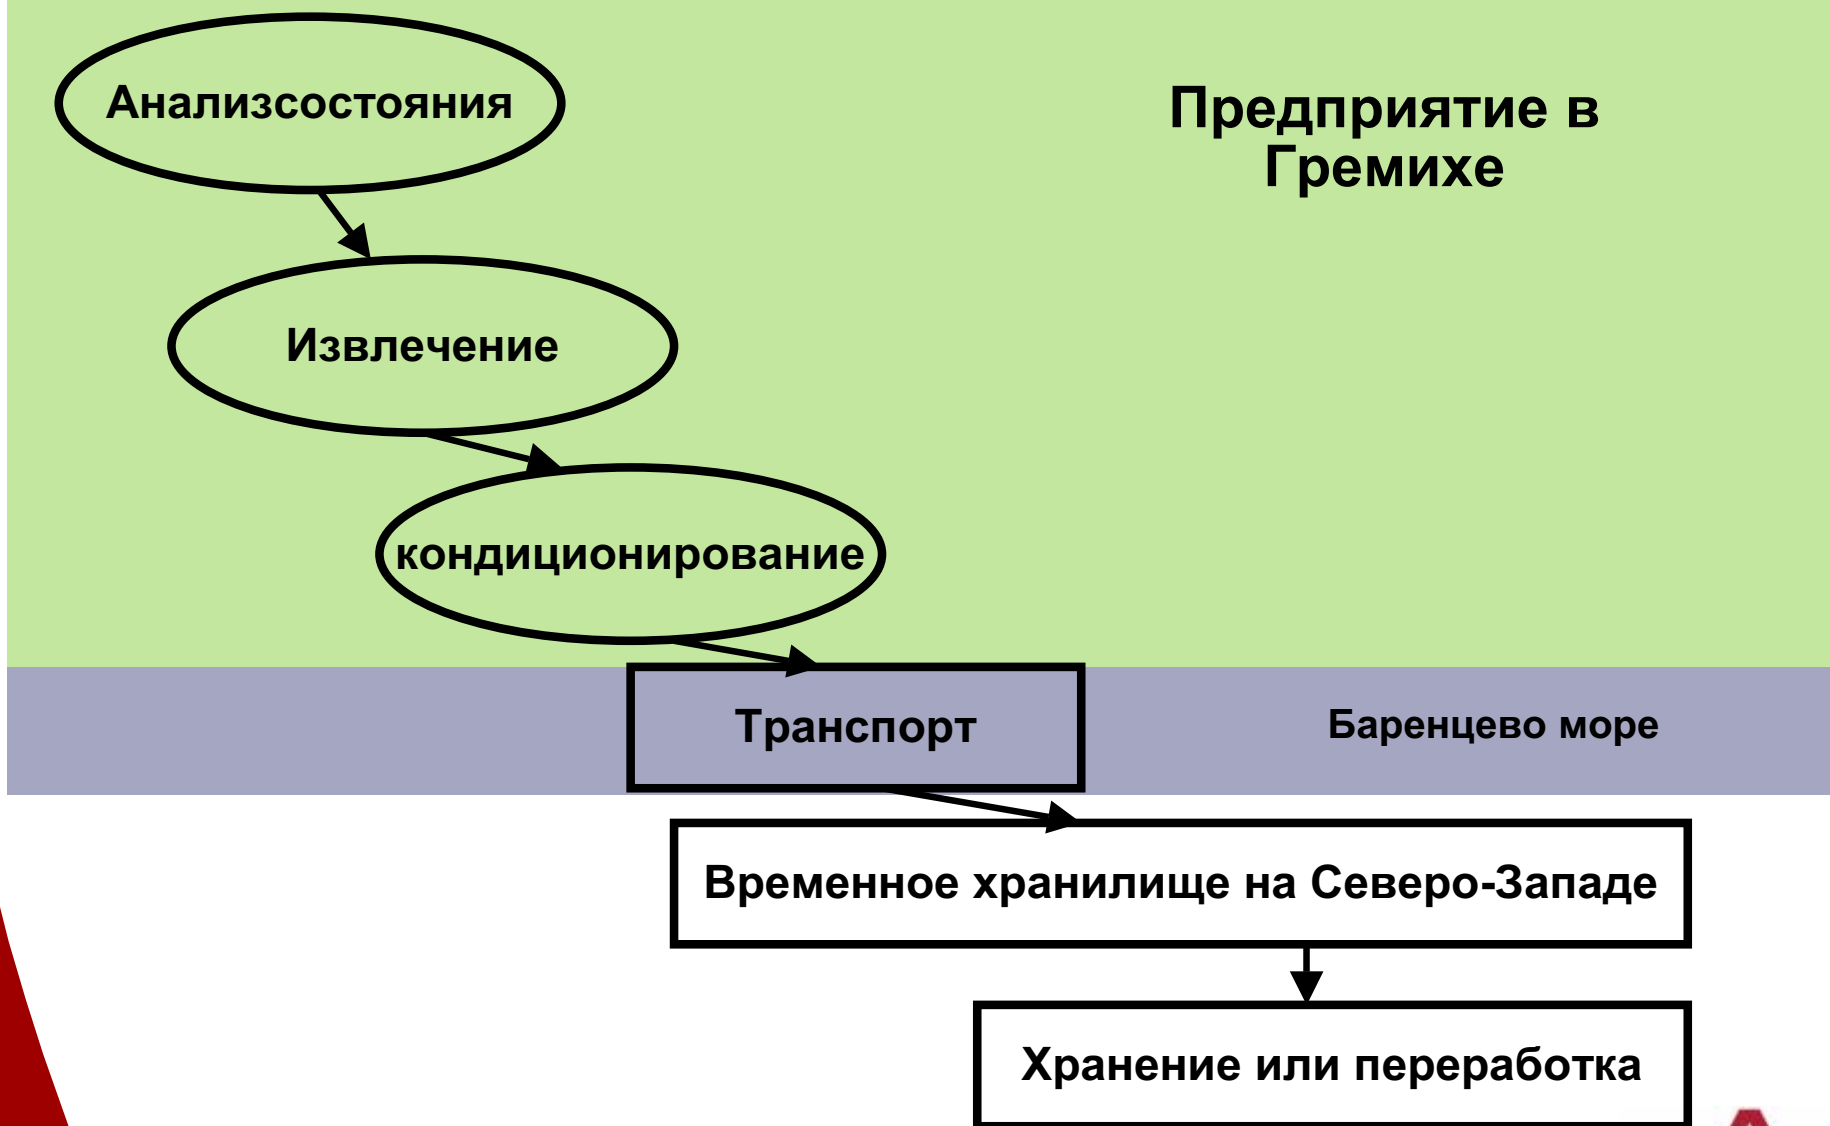 Анализсостояния
Предприятие в
Гремихе
Извлечение
кондиционирование
Транспорт
Баренцево море
Временное хранилище на Северо-Западе
Хранение или переработка